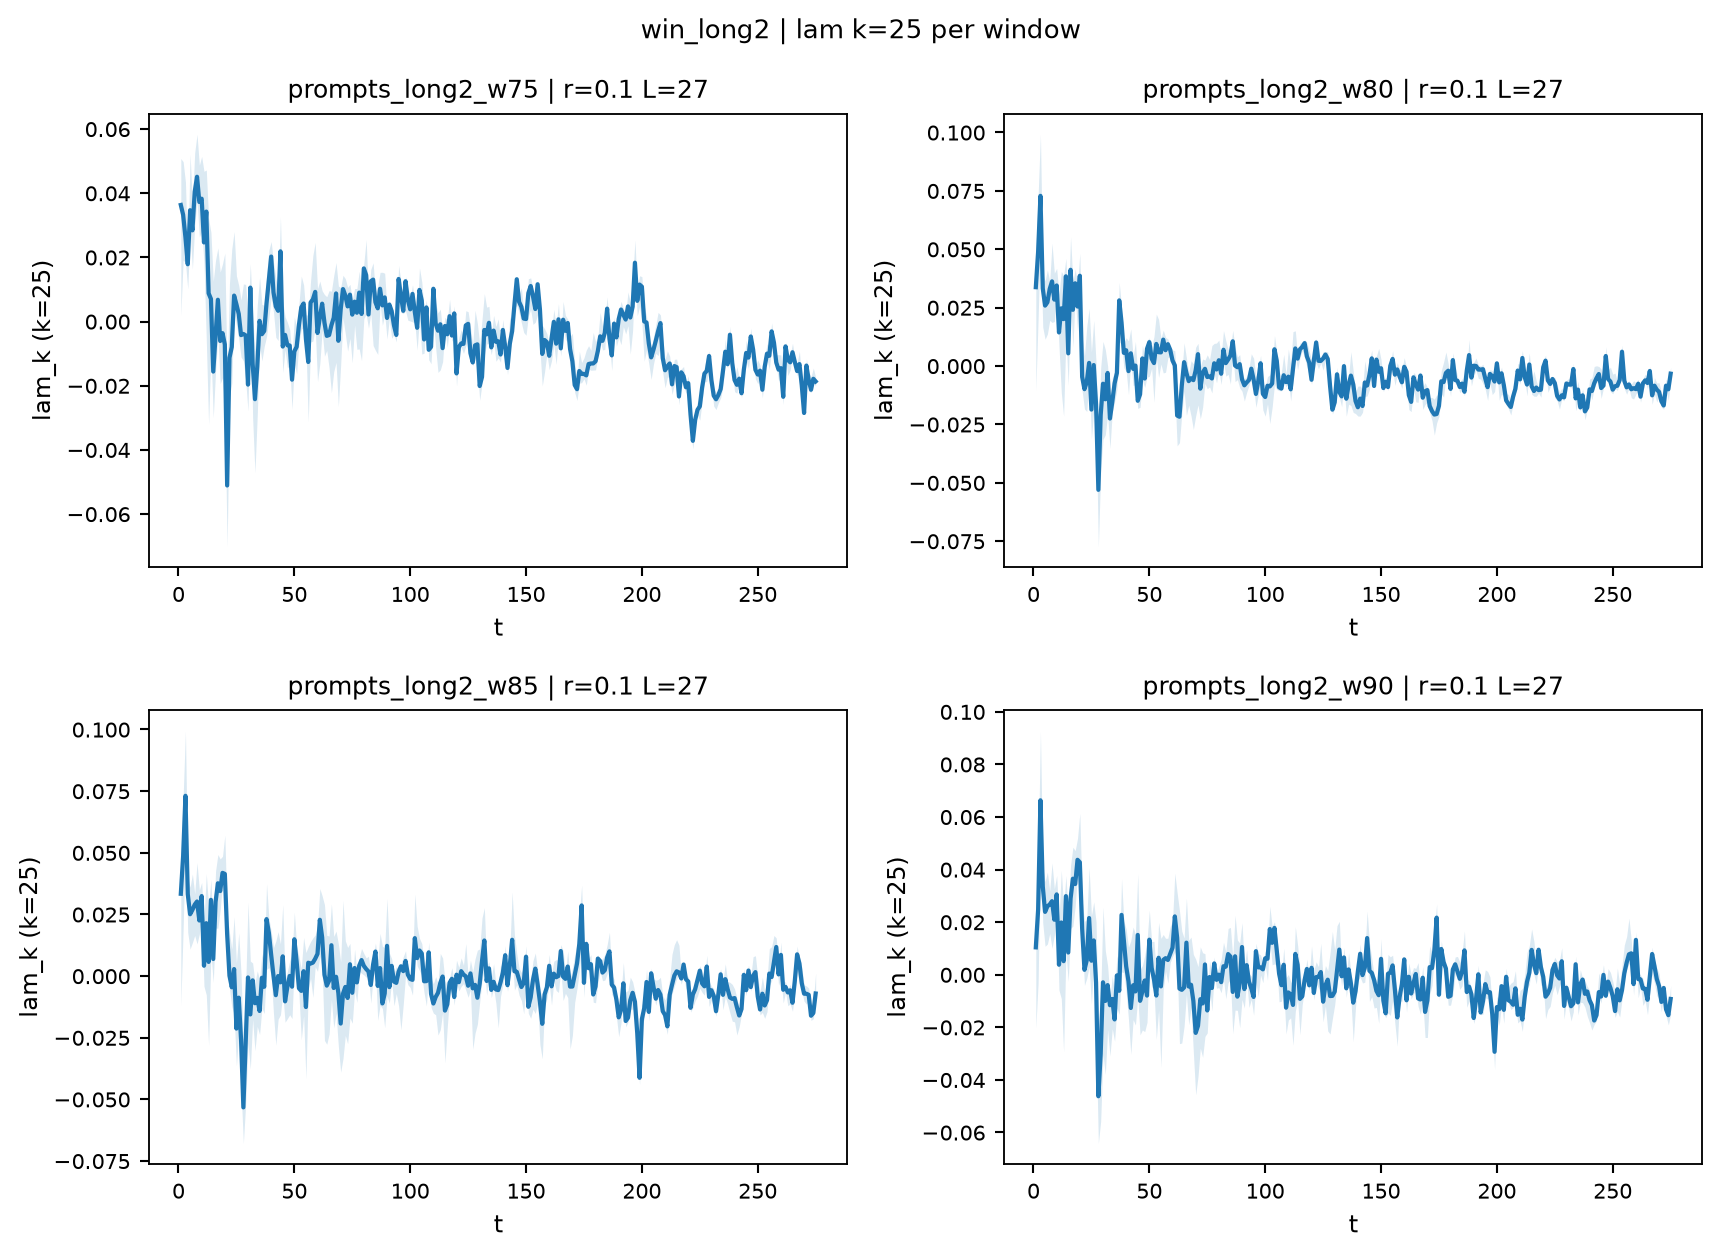 win_long2 | lam k=25 per window
prompts_long2_w75 | r=0.1 L=27
lam_k (k=25)
0.06
0.04
0.02
0.00
−0.02
−0.04
−0.06
0 50 100 150 200 250
t
prompts_long2_w80 | r=0.1 L=27
lam_k (k=25)
0.100
0.075
0.050
0.025
0.000
−0.025
−0.050
−0.075
0 50 100 150 200 250
t
prompts_long2_w85 | r=0.1 L=27
lam_k (k=25)
0.100
0.075
0.050
0.025
0.000
−0.025
−0.050
−0.075
0 50 100 150 200 250
t
prompts_long2_w90 | r=0.1 L=27
lam_k (k=25)
0.10
0.08
0.06
0.04
0.02
0.00
−0.02
−0.04
−0.06
0 50 100 150 200 250
t